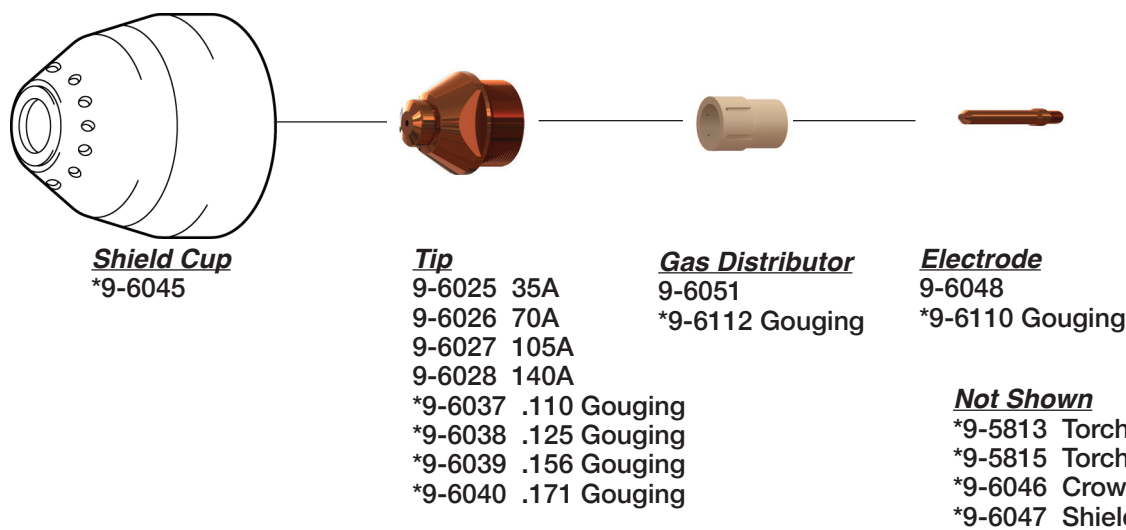 Shield Cup
*9-6045
Tip
9-6025 35A
9-6026 70A
9-6027 105A
9-6028 140A
*9-6037 .110 Gouging
*9-6038 .125 Gouging
*9-6039 .156 Gouging
*9-6040 .171 Gouging
Gas Distributor
9-6051
*9-6112 Gouging
Electrode
9-6048
*9-6110 Gouging
Not Shown
*9-5813 Torch
*9-5815 Torch
*9-6046
*9-6047